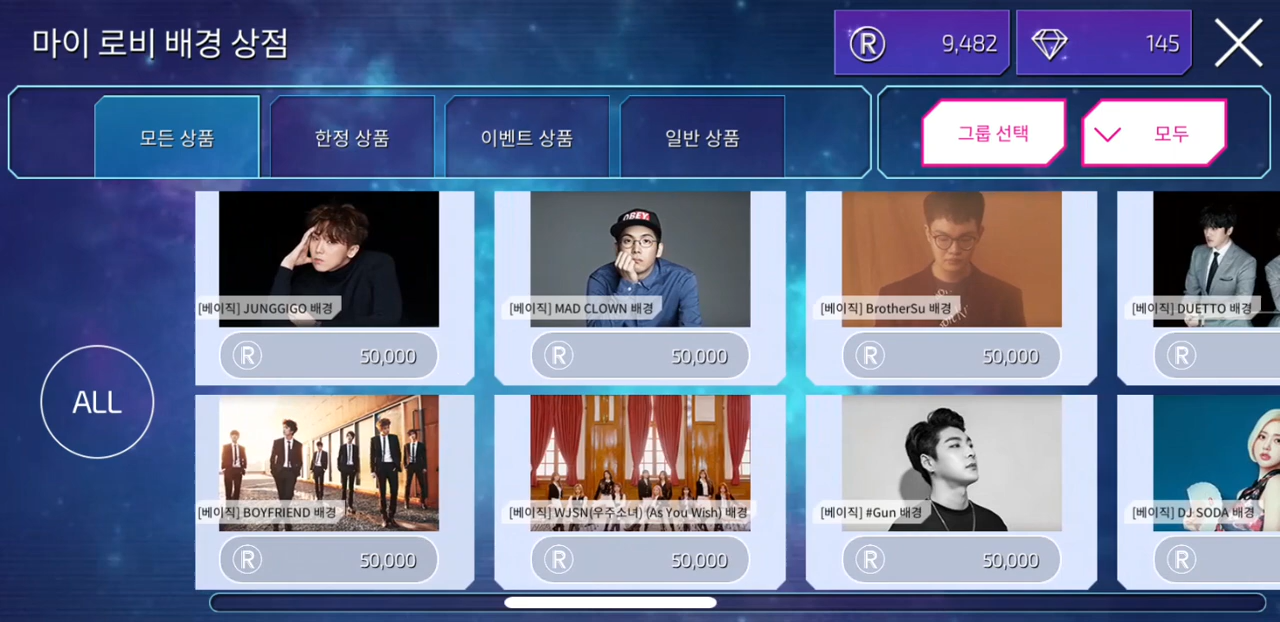 마이 로비 배경 상점
R 9,482
145
모든 상품
한정 상품
이벤트 상품
일반 상품
그룹 선택
모두
ALL
OBEY
[베이직] JUNGGIGO 배경
[베이직] MAD CLOWN 배경
[베이직] BrotherSu 배경
[베이직] DUETTO 배경
R 50,000
R 50,000
R 50,000
R
[베이직] BOYFRIEND 배경
[베이직] WJSN(우주소녀) (As You Wish) 배경
[베이직] #Gun 배경
[베이직] DJ SODA 배경
R 50,000
R 50,000
R 50,000
R